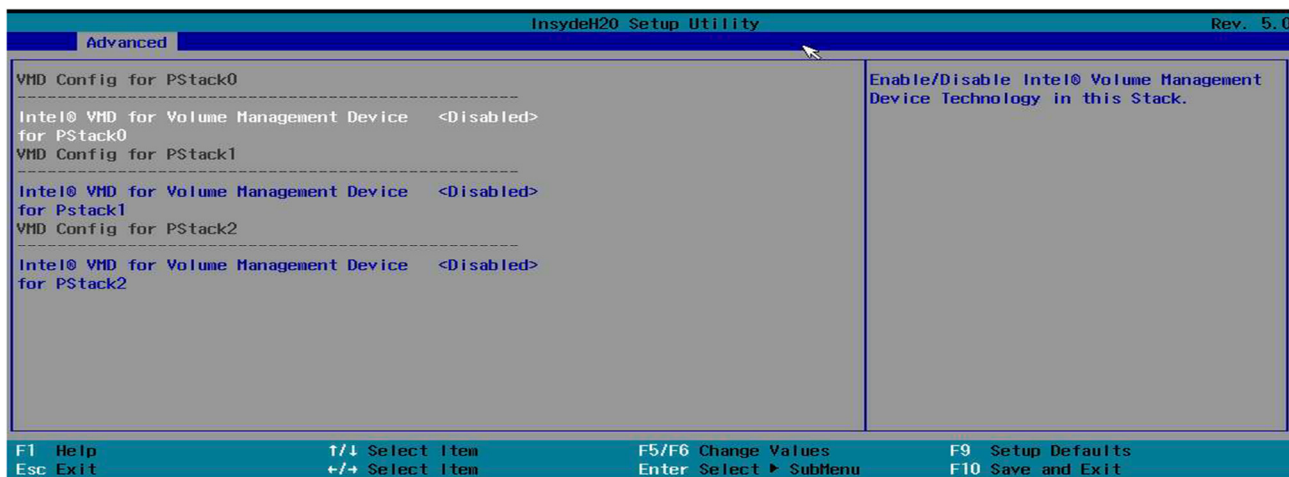 InsydeH20 Setup Utility Rev. 5.0
Advanced
VMD Config for PStack0
Intel® VMD for Volume Management Device <Disabled>
for PStack0
VMD Config for PStack1
Intel® VMD for Volume Management Device <Disabled>
for Pstack1
VMD Config for PStack2
Intel® VMD for Volume Management Device <Disabled>
for PStack2
Enable/Disable Intel® Volume Management
Device Technology in this Stack.
F1 Help ↑/↓ Select Item F5/F6 Change Values F9 Setup Defaults
Esc Exit ←/→ Select Item Enter Select ▶ SubMenu F10 Save and Exit